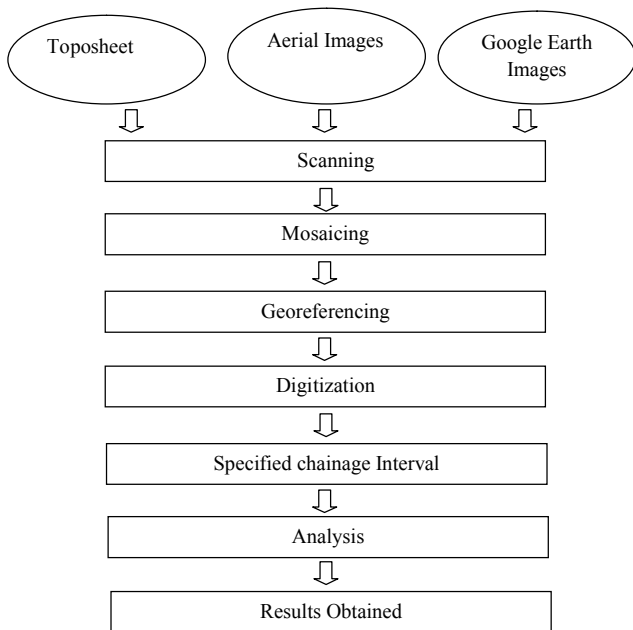 Toposheet
Aerial Images
Google Earth
Images
Scanning
Mosaicing
Georeferencing
Digitization
Specified chainage Interval
Analysis
Results Obtained